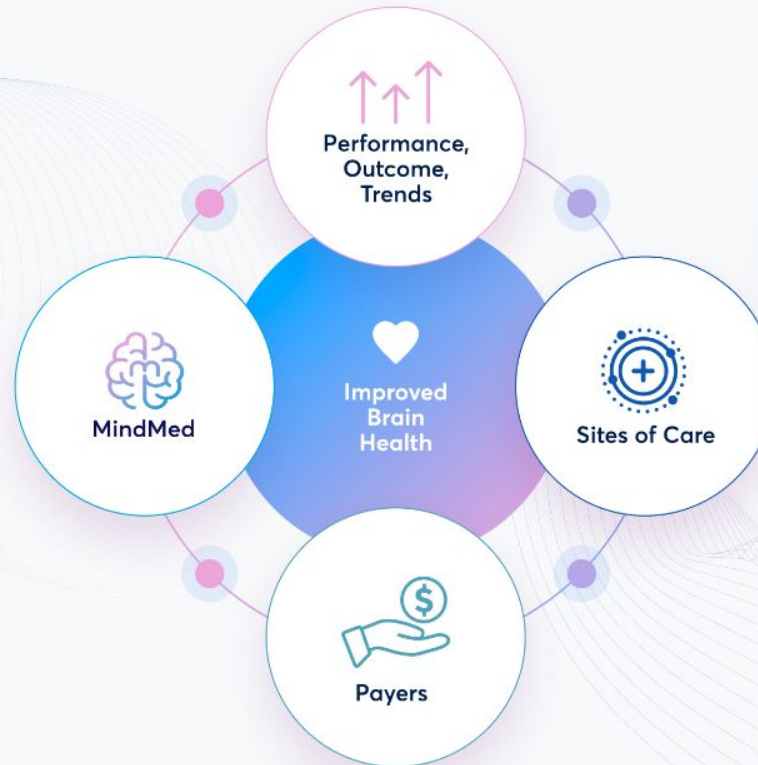 Performance,
Outcome,
Trends
Improved
Brain
Health
MindMed
Sites of Care
$
Payers